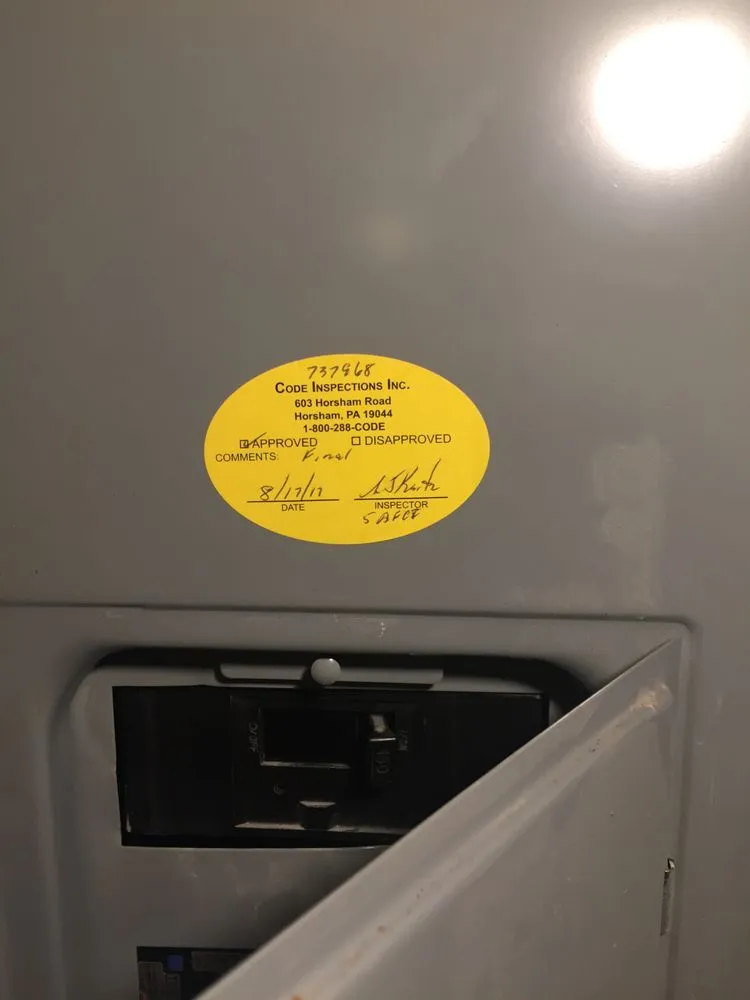 737968
CODE INSPECTIONS INC.
603 Horsham Road
Horsham, PA 19044
1-800-288-CODE
☑ APPROVED ☐ DISAPPROVED
COMMENTS: Final
8/17/17
DATE INSPECTOR